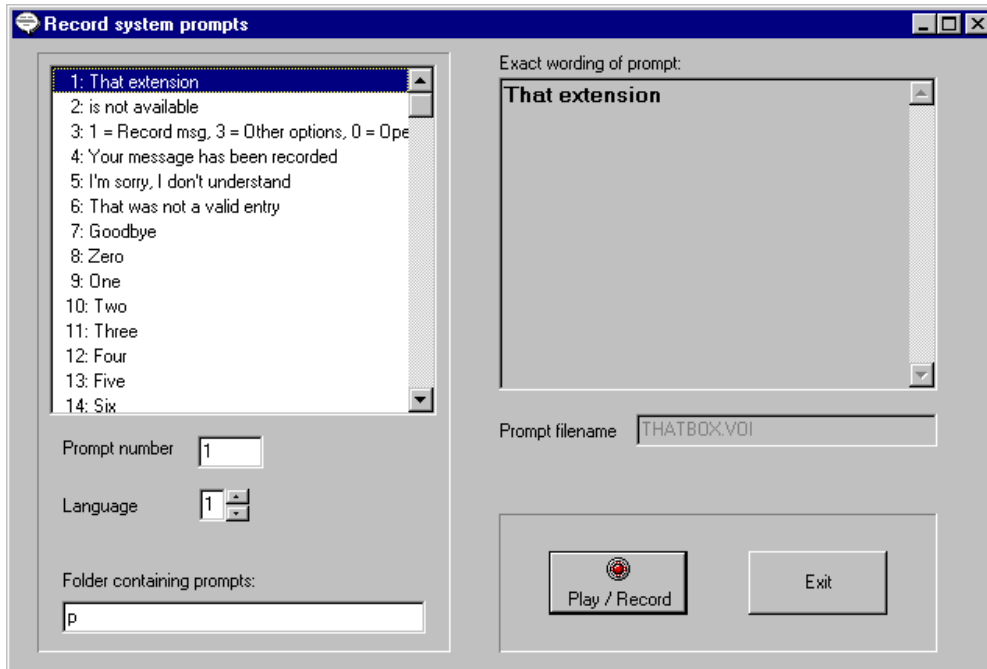 Record system prompts
1: That extension
2: is not available
3: 1 = Record msg, 3 = Other options, 0 = Ope
4: Your message has been recorded
5: I'm sorry, I don't understand
6: That was not a valid entry
7: Goodbye
8: Zero
9: One
10: Two
11: Three
12: Four
13: Five
14: Six
Prompt number 1
Language 1
Folder containing prompts:
p
Exact wording of prompt:
That extension
Prompt filename THATBOX.VOI
Play / Record
Exit